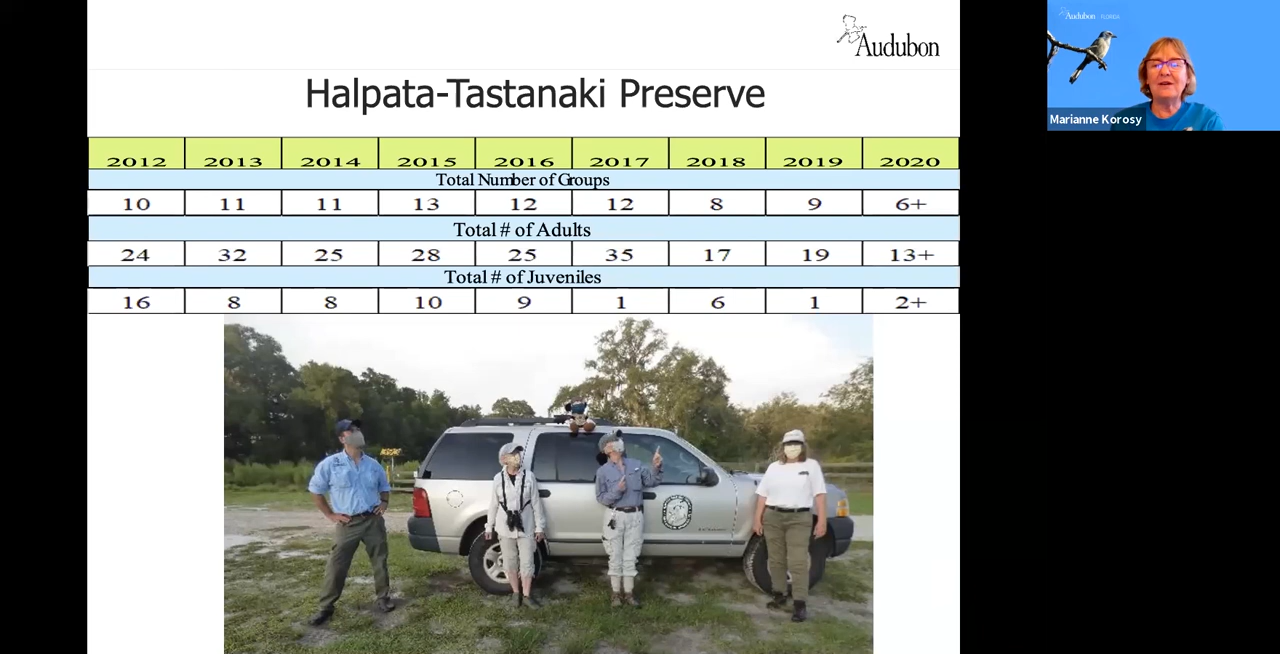 Audubon
Audubon | FLORIDA
Halpata-Tastanaki Preserve
Marianne Korosy
2012 2013 2014 2015 2016 2017 2018 2019 2020
Total Number of Groups
10 11 11 13 12 12 8 9 6+
Total # of Adults
24 32 25 28 25 35 17 19 13+
Total # of Juveniles
16 8 8 10 9 1 6 1 2+